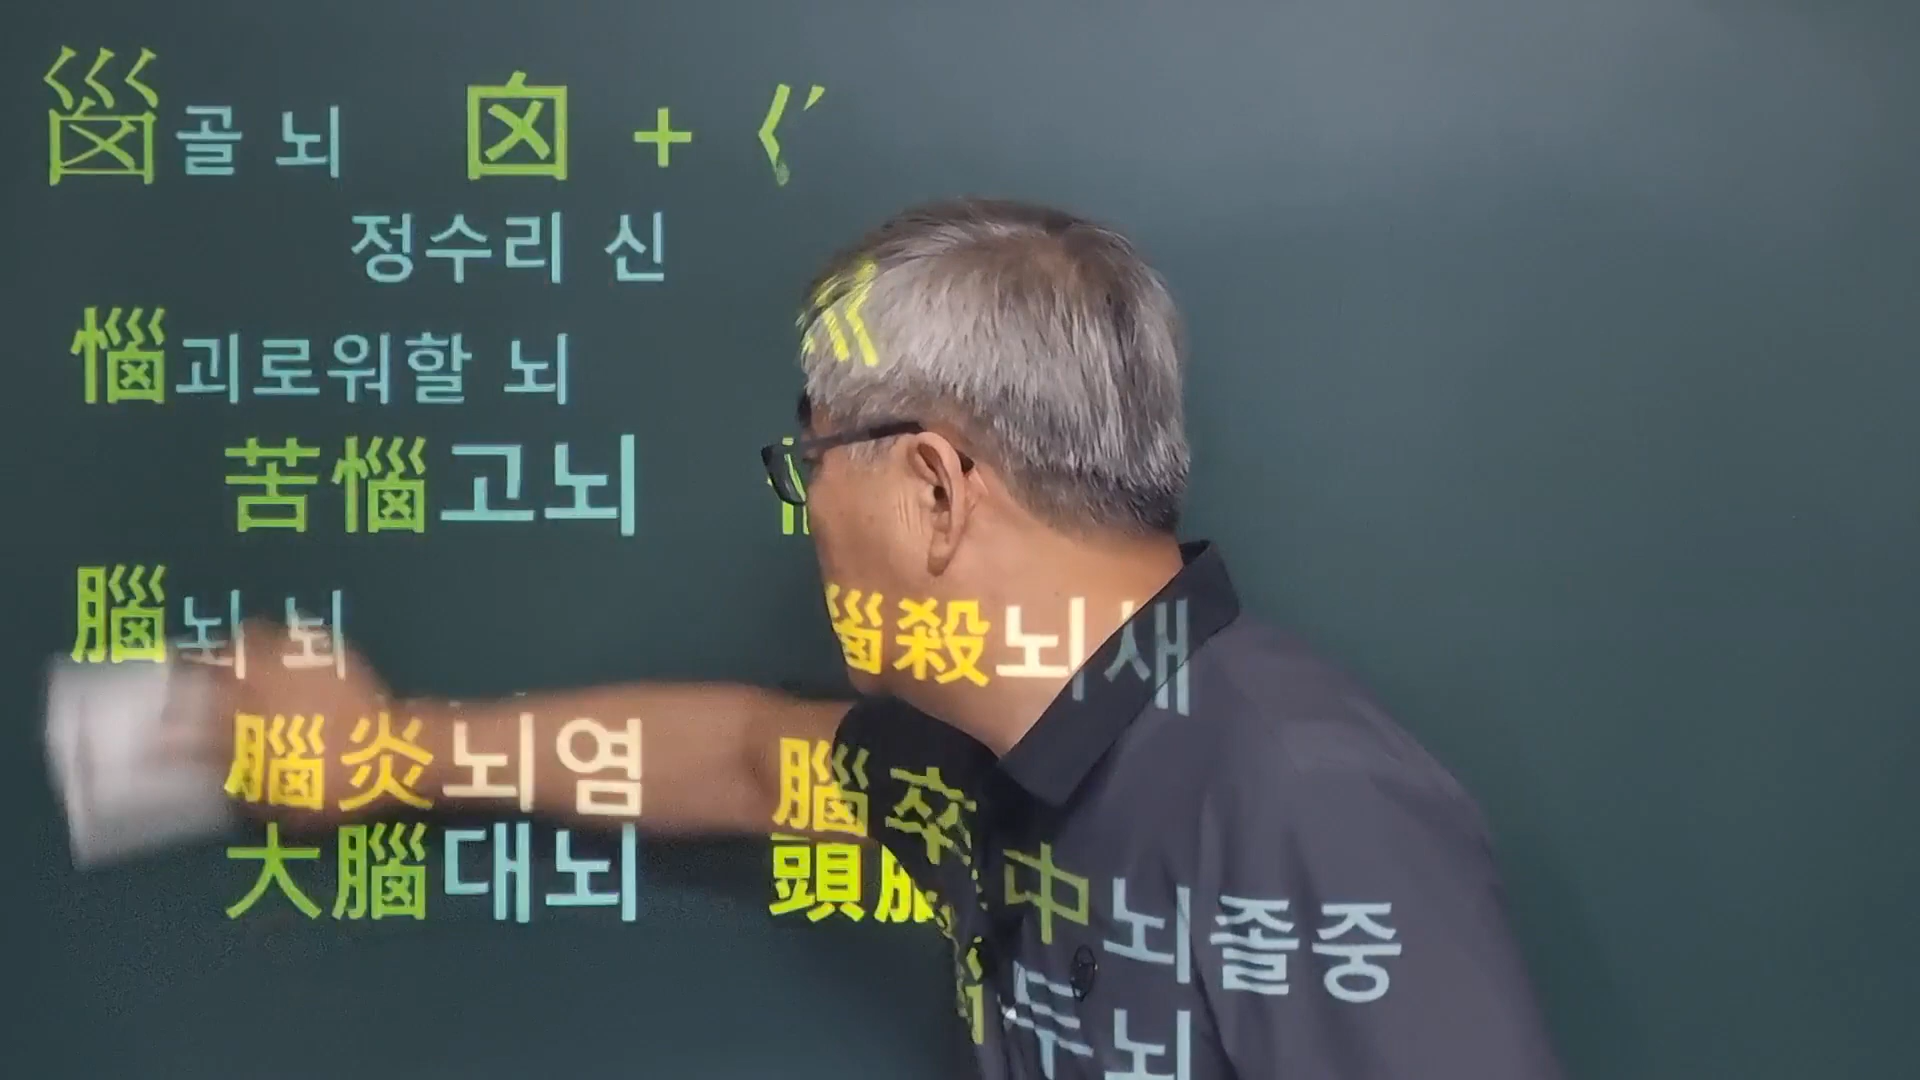 𡿺 골 뇌 囟 + 巛
정수리 신
惱 괴로워할 뇌
苦惱 고뇌
惱殺 뇌쇄
腦 뇌 뇌
腦炎 뇌염 腦卒中 뇌졸중
大腦 대뇌 頭腦 두뇌